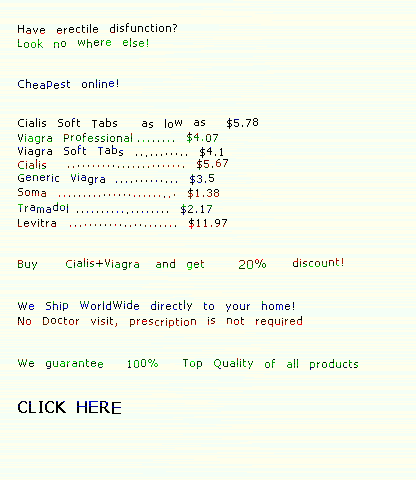 Have erectile disfunction?
Look no where else!
CheaPest online!
Cialis Soft Tabs as low as $5.78
Viagra Professional........ $4.07
Viagra Soft Tabs ........... $4.1
Cialis ....................... $5.67
Generic Viagra ............. $3.5
Soma ....................... $1.38
Tramadol ................... $2.17
Levitra ...................... $11.97
Buy Cialis+Viagra and get 20% discount!
We Ship WorldWide directly to your home!
No Doctor visit, prescription is not required
We guarantee 100% Top Quality of all products
CLICK HERE